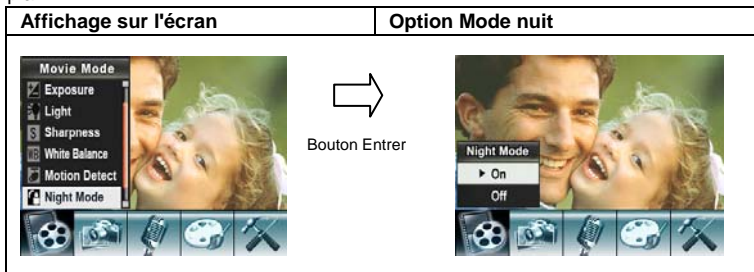 Affichage sur l'écran
Option Mode nuit
Movie Mode
Exposure
Light
S Sharpness
WB White Balance
Motion Detect
Night Mode
Bouton Entrer
Night Mode
On
Off